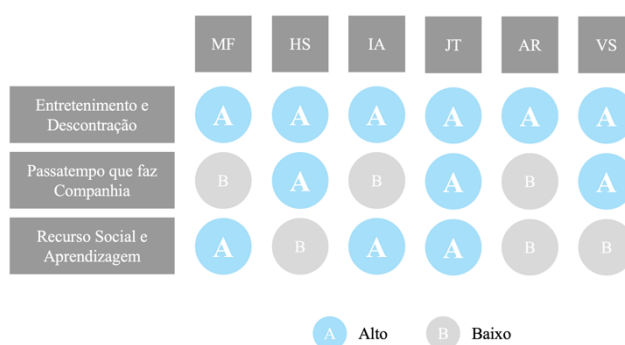 MF HS IA JT AR VS
Entretenimento e
Descontração
A A A A A A
Passatempo que faz
Companhia
B A B A B A
Recurso Social e
Aprendizagem
A B A A B B
A Alto B Baixo